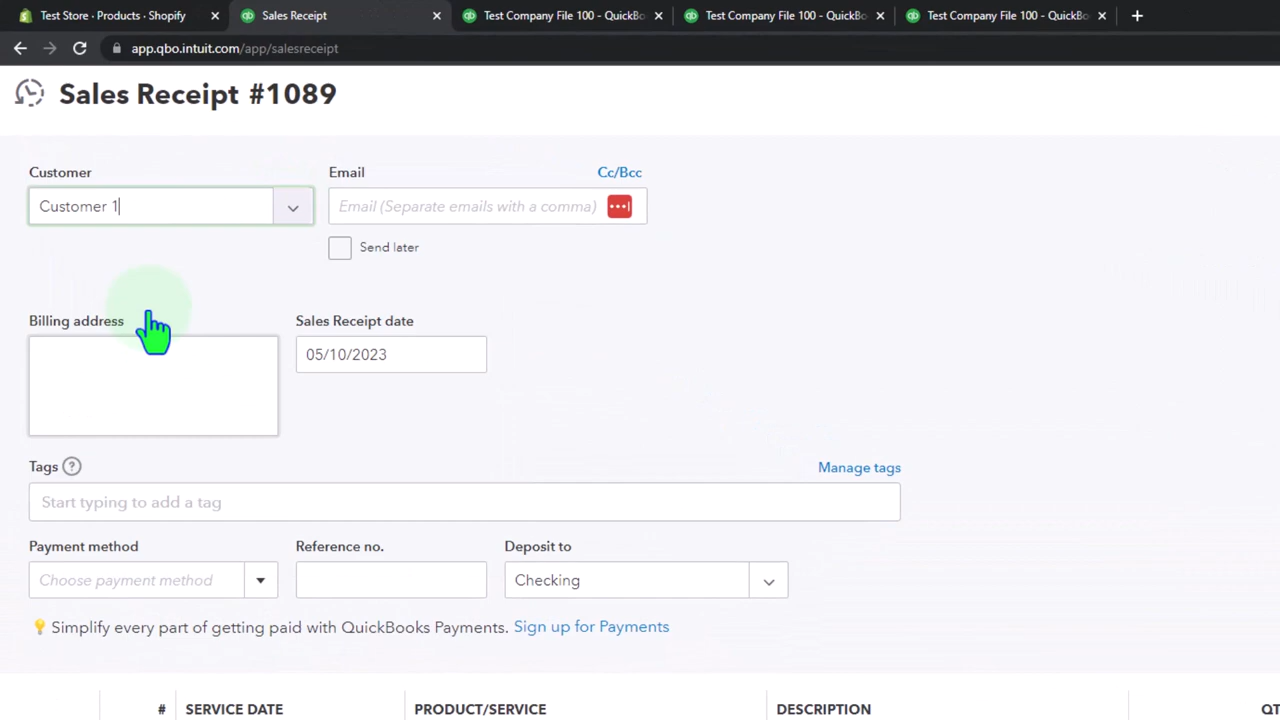 Test Store · Products · Shopify
Sales Receipt
Test Company File 100 - QuickBo
Test Company File 100 - QuickBo
Test Company File 100 - QuickBo
app.qbo.intuit.com/app/salesreceipt
Sales Receipt #1089
Customer
Email
Cc/Bcc
Customer 1
Email (Separate emails with a comma)
Send later
Billing address
Sales Receipt date
05/10/2023
Tags ?
Manage tags
Start typing to add a tag
Payment method
Reference no.
Deposit to
Choose payment method
Checking
Simplify every part of getting paid with QuickBooks Payments. Sign up for Payments
# SERVICE DATE PRODUCT/SERVICE DESCRIPTION QT